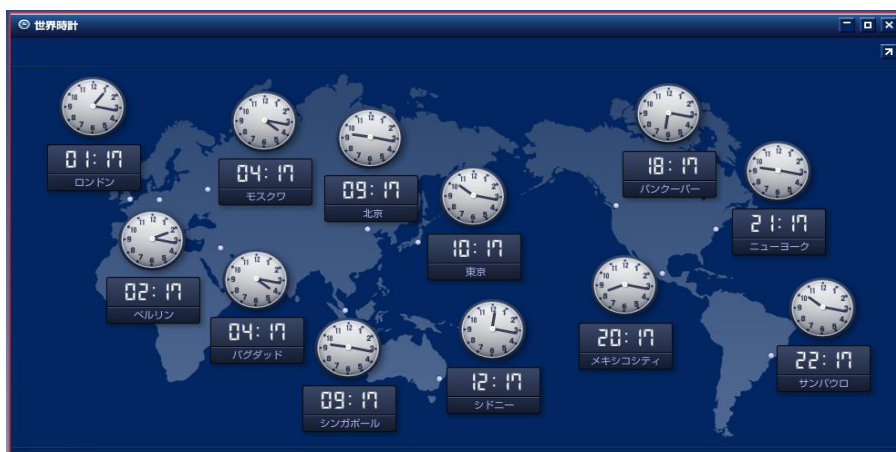 世界時計
01:17
ロンドン
04:17
モスクワ
09:17
北京
10:17
東京
18:17
バンクーバー
21:17
ニューヨーク
02:17
ベルリン
04:17
バグダッド
09:17
シンガポール
12:17
シドニー
20:17
メキシコシティ
22:17
サンパウロ